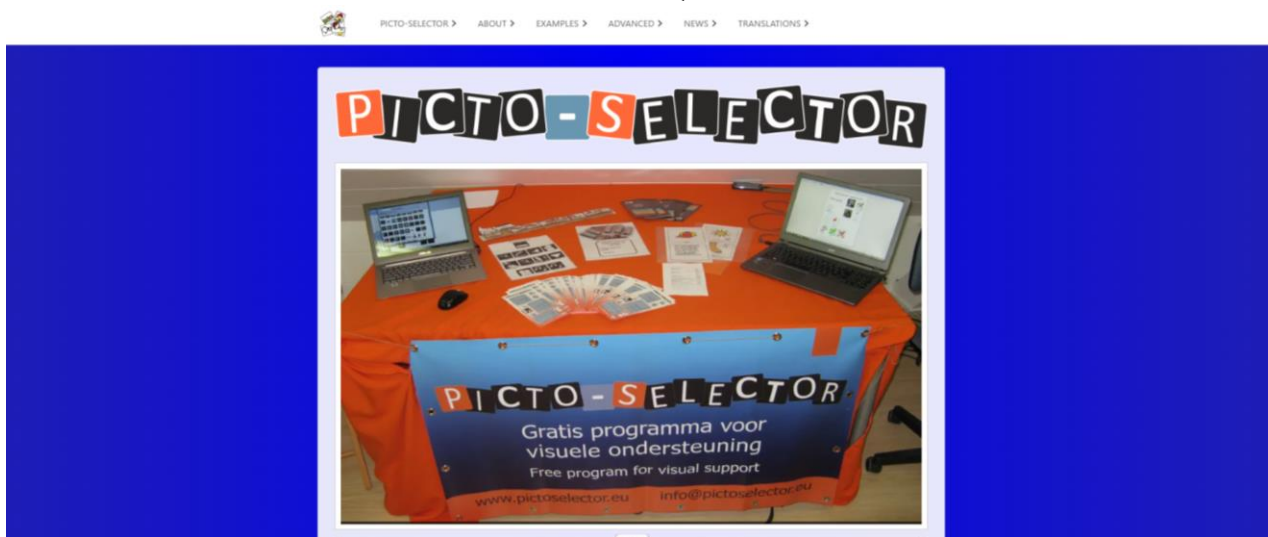 PICTO-SELECTOR > ABOUT > EXAMPLES > ADVANCED > NEWS > TRANSLATIONS >
PICTO-SELECTOR
PICTO-SELECTOR
Gratis programma voor
visuele ondersteuning
Free program for visual support
www.pictoselector.eu info@pictoselector.eu